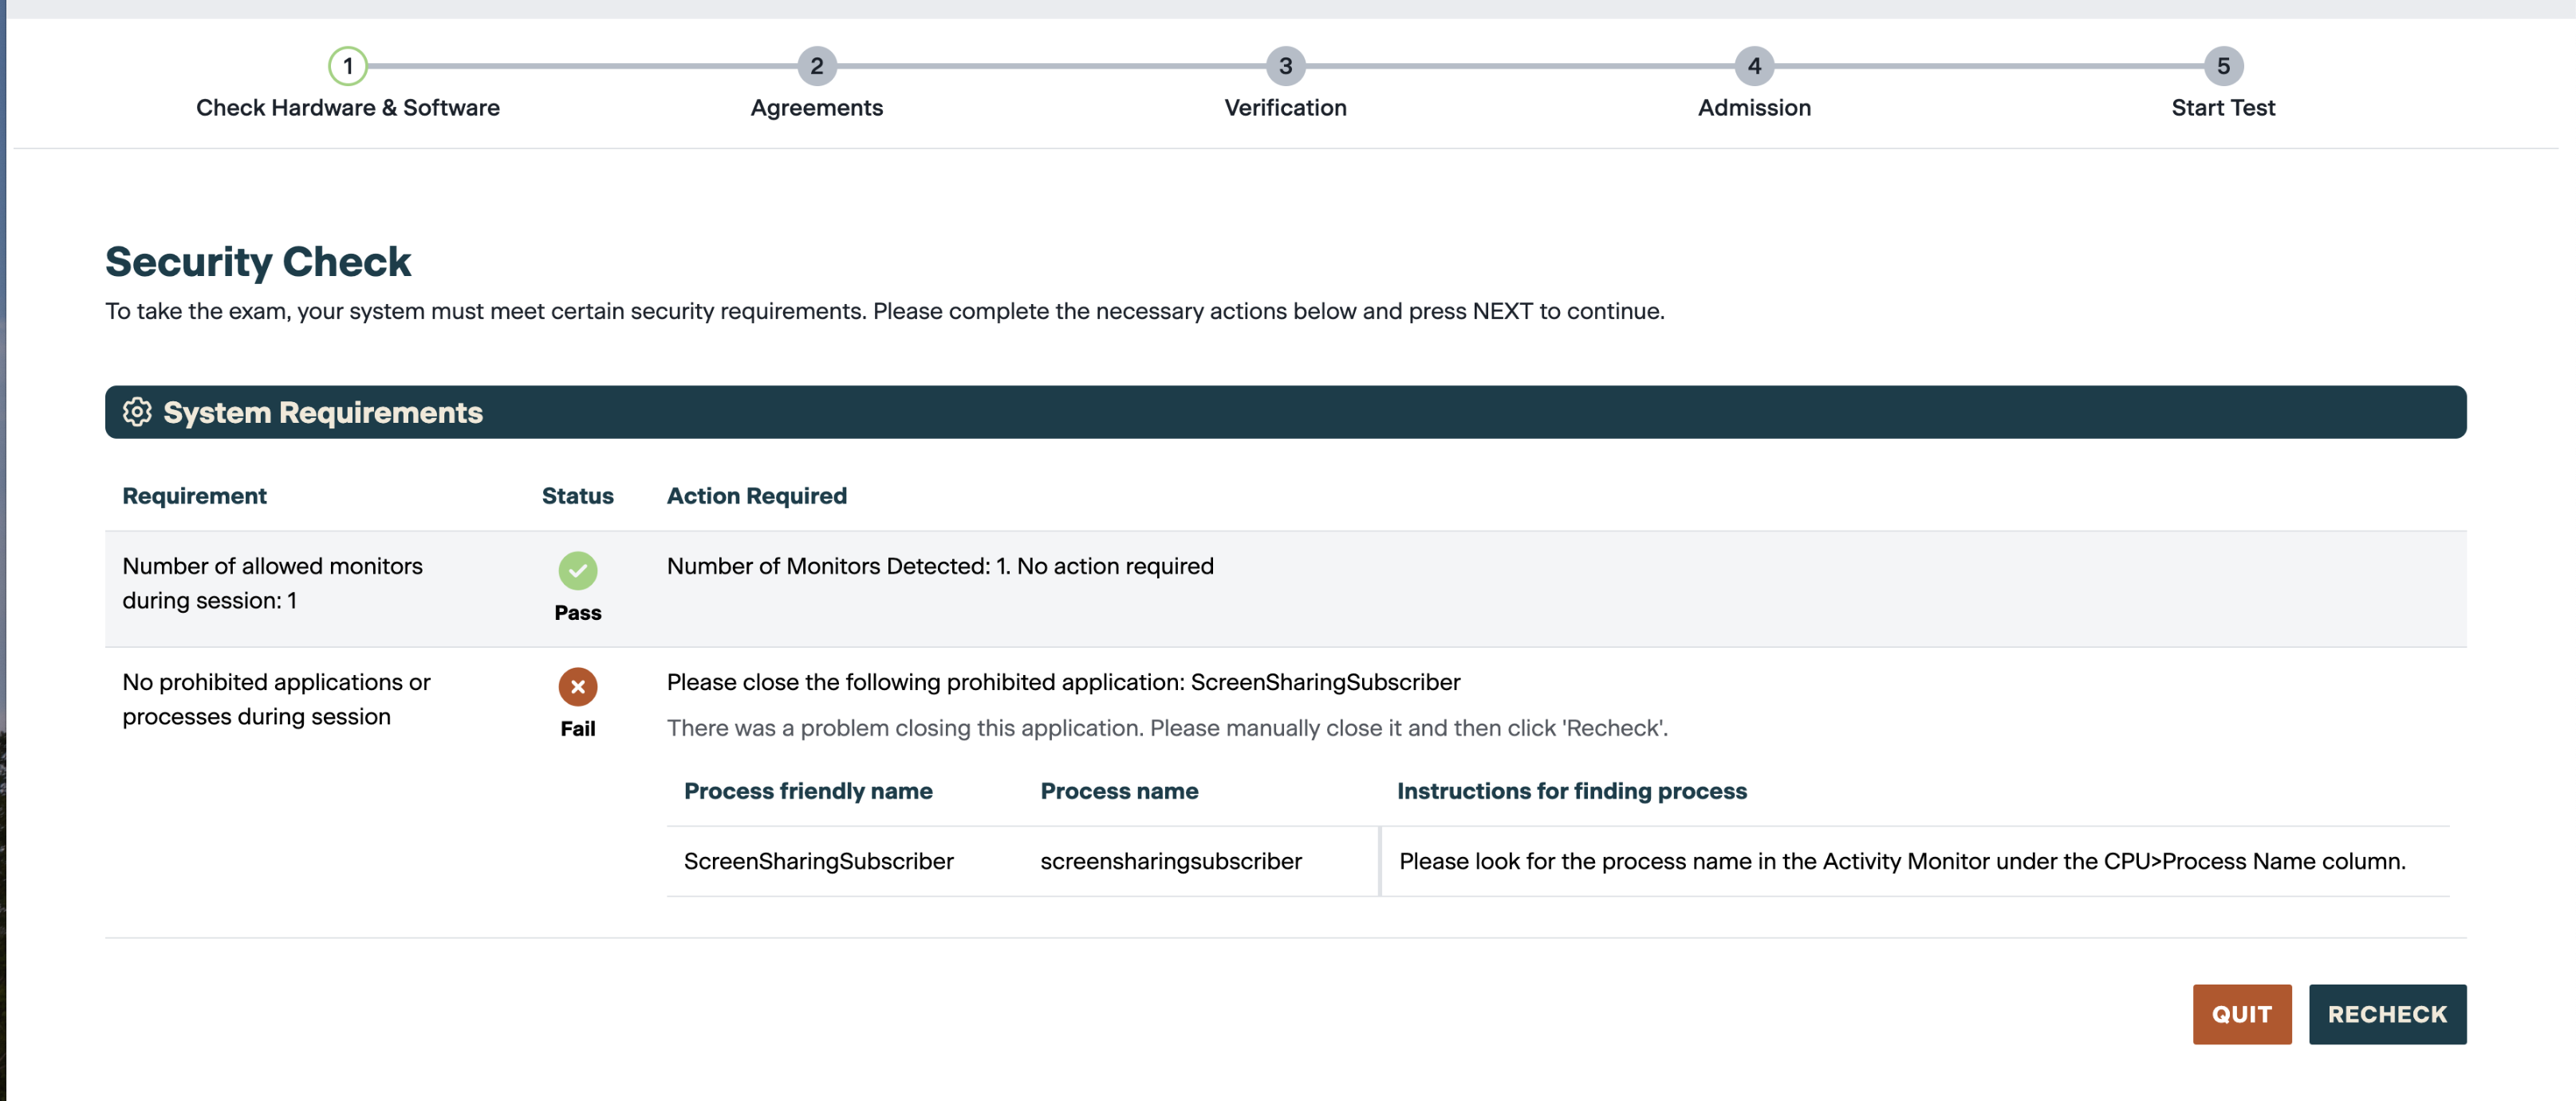 1
2
3
4
5
Check Hardware & Software
Agreements
Verification
Admission
Start Test
Security Check
To take the exam, your system must meet certain security requirements. Please complete the necessary actions below and press NEXT to continue.
System Requirements
Requirement
Status
Action Required
Number of allowed monitors
during session: 1
Pass
Number of Monitors Detected: 1. No action required
No prohibited applications or
processes during session
Fail
Please close the following prohibited application: ScreenSharingSubscriber
There was a problem closing this application. Please manually close it and then click 'Recheck'.
Process friendly name
Process name
Instructions for finding process
ScreenSharingSubscriber
screensharingsubscriber
Please look for the process name in the Activity Monitor under the CPU>Process Name column.
QUIT
RECHECK